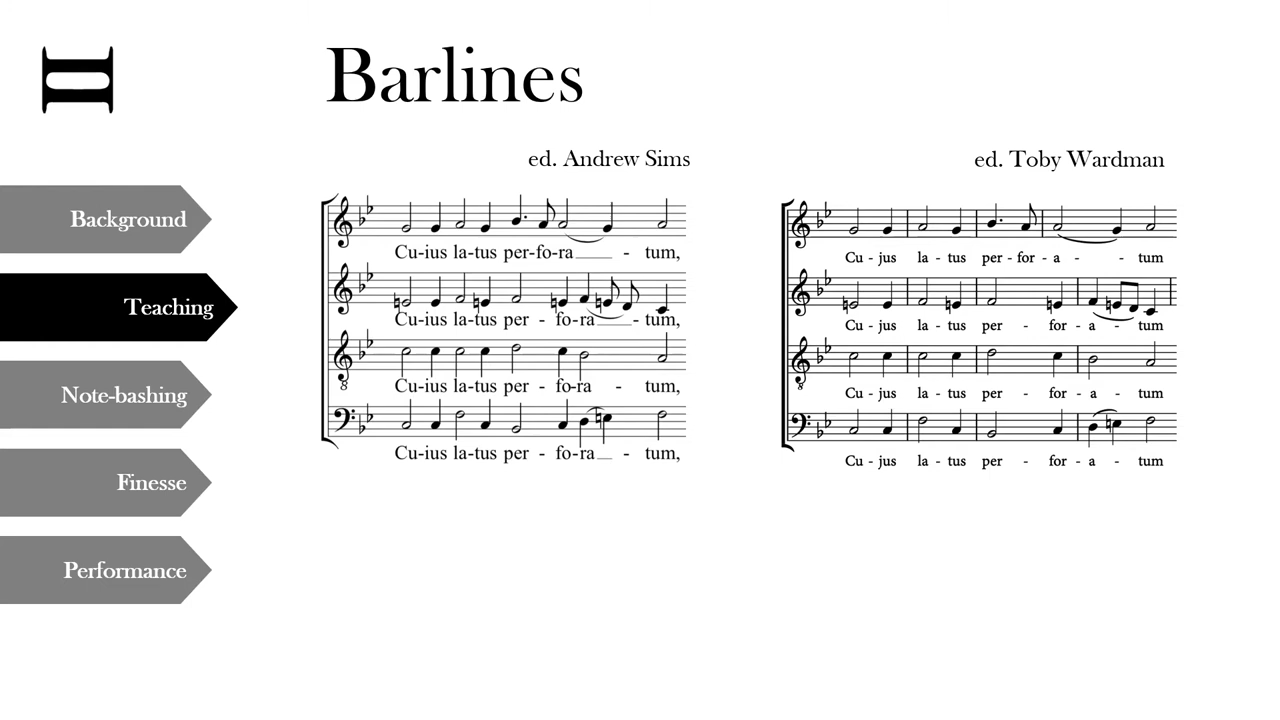 Barlines
ed. Andrew Sims
ed. Toby Wardman
Background
Teaching
Note-bashing
Finesse
Performance
Cu-ius la-tus per-fo-ra - tum,
Cu-ius la-tus per - fo-ra - tum,
Cu-ius la-tus per - fo-ra - tum,
Cu-ius la-tus per - fo-ra - tum,
Cu - jus la - tus per - for - a - tum
Cu - jus la - tus per - for - a - tum
Cu - jus la - tus per - for - a - tum
Cu - jus la - tus per - for - a - tum